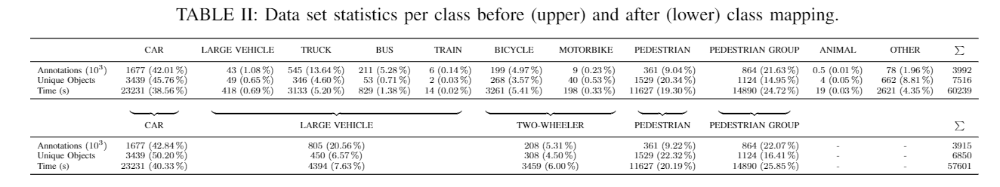 TABLE II: Data set statistics per class before (upper) and after (lower) class mapping.
CAR LARGE VEHICLE TRUCK BUS TRAIN BICYCLE MOTORBIKE PEDESTRIAN PEDESTRIAN GROUP ANIMAL OTHER ∑
Annotations (10³) 1677 (42.01 %) 43 (1.08 %) 545 (13.64 %) 211 (5.28 %) 6 (0.14 %) 199 (4.97 %) 9 (0.23 %) 361 (9.04 %) 864 (21.63 %) 0.5 (0.01 %) 78 (1.96 %) 3992
Unique Objects 3439 (45.76 %) 49 (0.65 %) 346 (4.60 %) 53 (0.71 %) 2 (0.03 %) 268 (3.57 %) 40 (0.53 %) 1529 (20.34 %) 1124 (14.95 %) 4 (0.05 %) 662 (8.81 %) 7516
Time (s) 23231 (38.56 %) 418 (0.69 %) 3133 (5.20 %) 829 (1.38 %) 14 (0.02 %) 3261 (5.41 %) 198 (0.33 %) 11627 (19.30 %) 14890 (24.72 %) 19 (0.03 %) 2621 (4.35 %) 60239
CAR LARGE VEHICLE TWO-WHEELER PEDESTRIAN PEDESTRIAN GROUP ∑
Annotations (10³) 1677 (42.84 %) 805 (20.56 %) 208 (5.31 %) 361 (9.22 %) 864 (22.07 %) - - 3915
Unique Objects 3439 (50.20 %) 450 (6.57 %) 308 (4.50 %) 1529 (22.32 %) 1124 (16.41 %) - - 6850
Time (s) 23231 (40.33 %) 4394 (7.63 %) 3459 (6.00 %) 11627 (20.19 %) 14890 (25.85 %) - - 57601